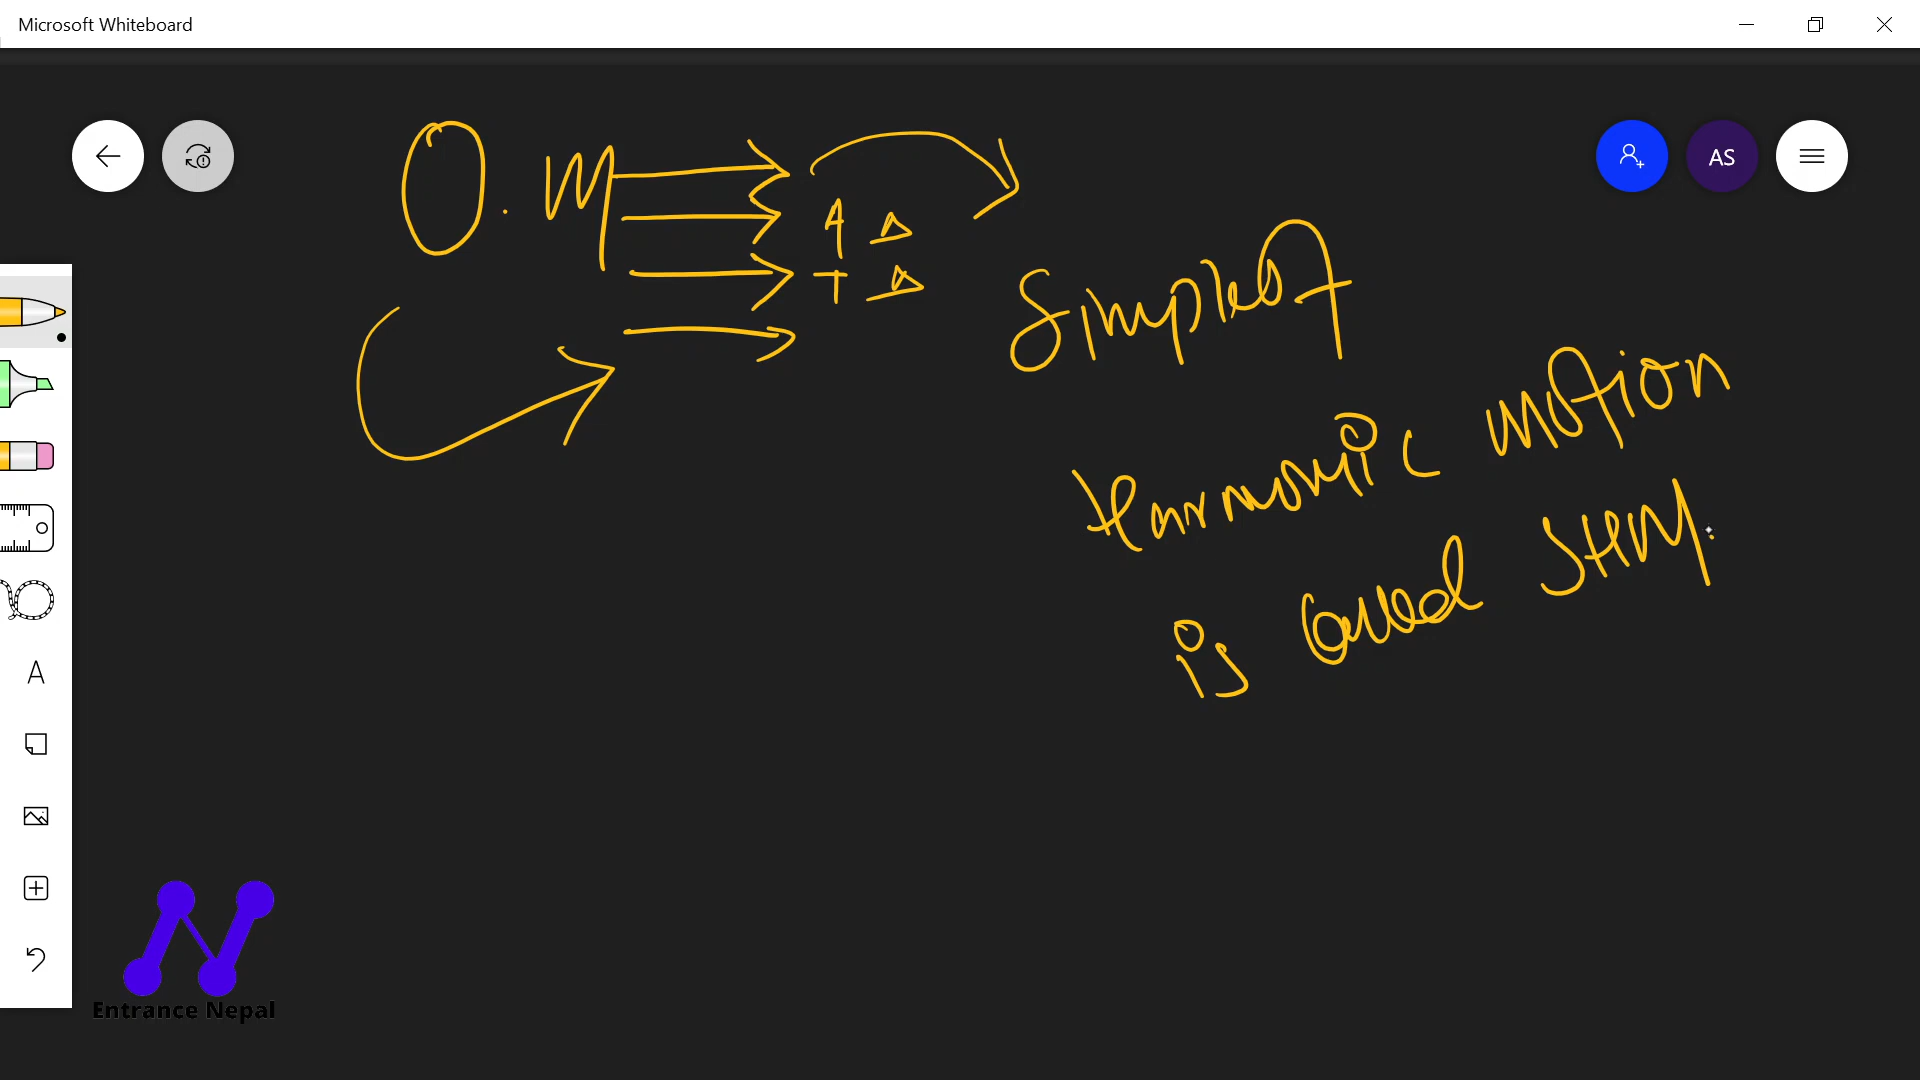 Microsoft Whiteboard
AS
O.M
Simplest
Harmonic motion
is called SHM.
A
Entrance Nepal